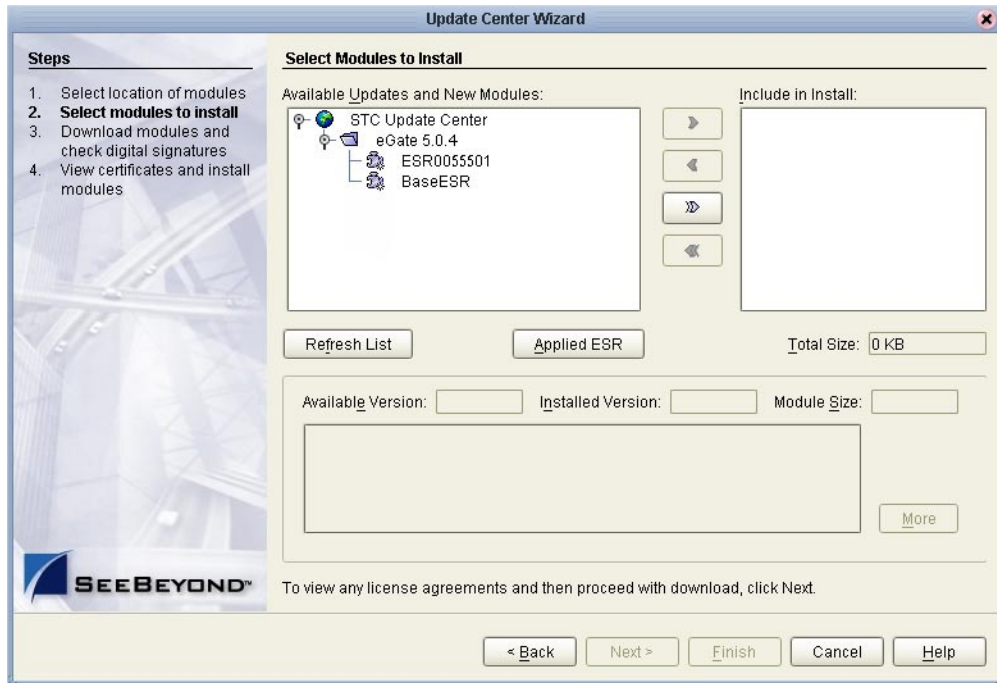 Update Center Wizard
Steps
1. Select location of modules
2. Select modules to install
3. Download modules and
check digital signatures
4. View certificates and install
modules
Select Modules to Install
Available Updates and New Modules:
STC Update Center
eGate 5.0.4
ESR0055501
BaseESR
Include in Install:
Refresh List
Applied ESR
Total Size: 0 KB
Available Version:
Installed Version:
Module Size:
More
SEEBEYOND™
To view any license agreements and then proceed with download, click Next.
< Back
Next >
Finish
Cancel
Help